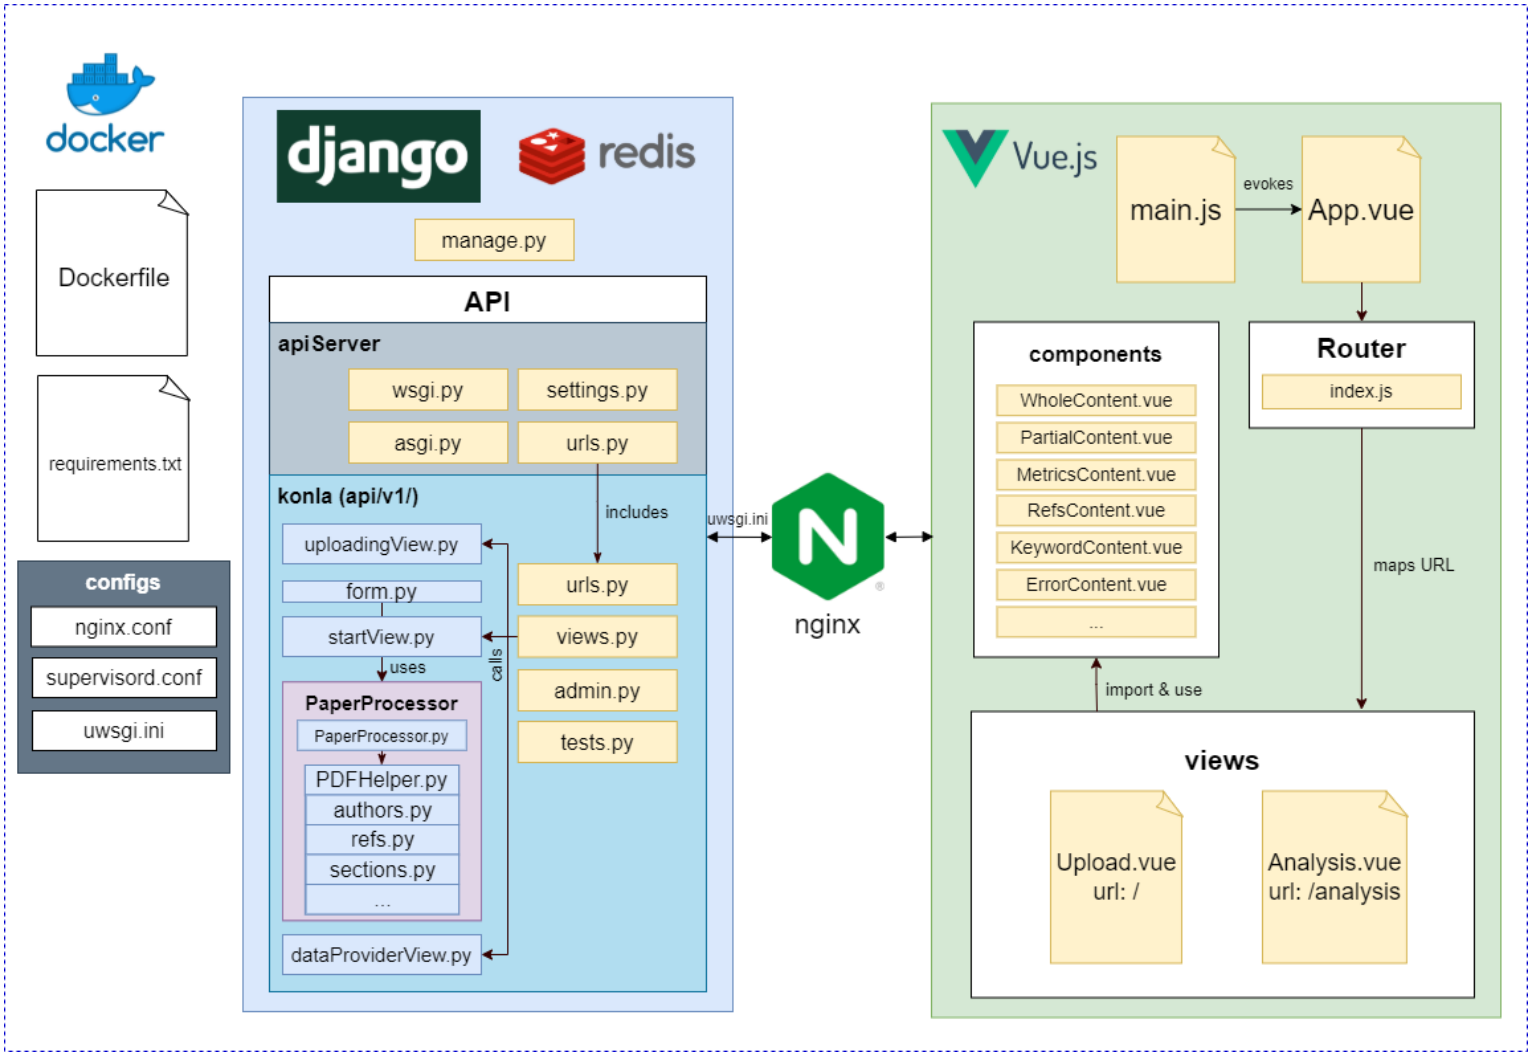 docker
Dockerfile
requirements.txt
configs
nginx.conf
supervisord.conf
uwsgi.ini
django
redis
manage.py
API
apiServer
wsgi.py
settings.py
asgi.py
urls.py
konla (api/v1/)
includes
uploadingView.py
form.py
urls.py
startView.py
views.py
uses
calls
PaperProcessor
PaperProcessor.py
PDFHelper.py
authors.py
refs.py
sections.py
...
admin.py
tests.py
dataProviderView.py
uwsgi.ini
N
®
nginx
Vue.js
main.js
evokes
App.vue
components
WholeContent.vue
PartialContent.vue
MetricsContent.vue
RefsContent.vue
KeywordContent.vue
ErrorContent.vue
...
Router
index.js
maps URL
import & use
views
Upload.vue
url: /
Analysis.vue
url: /analysis